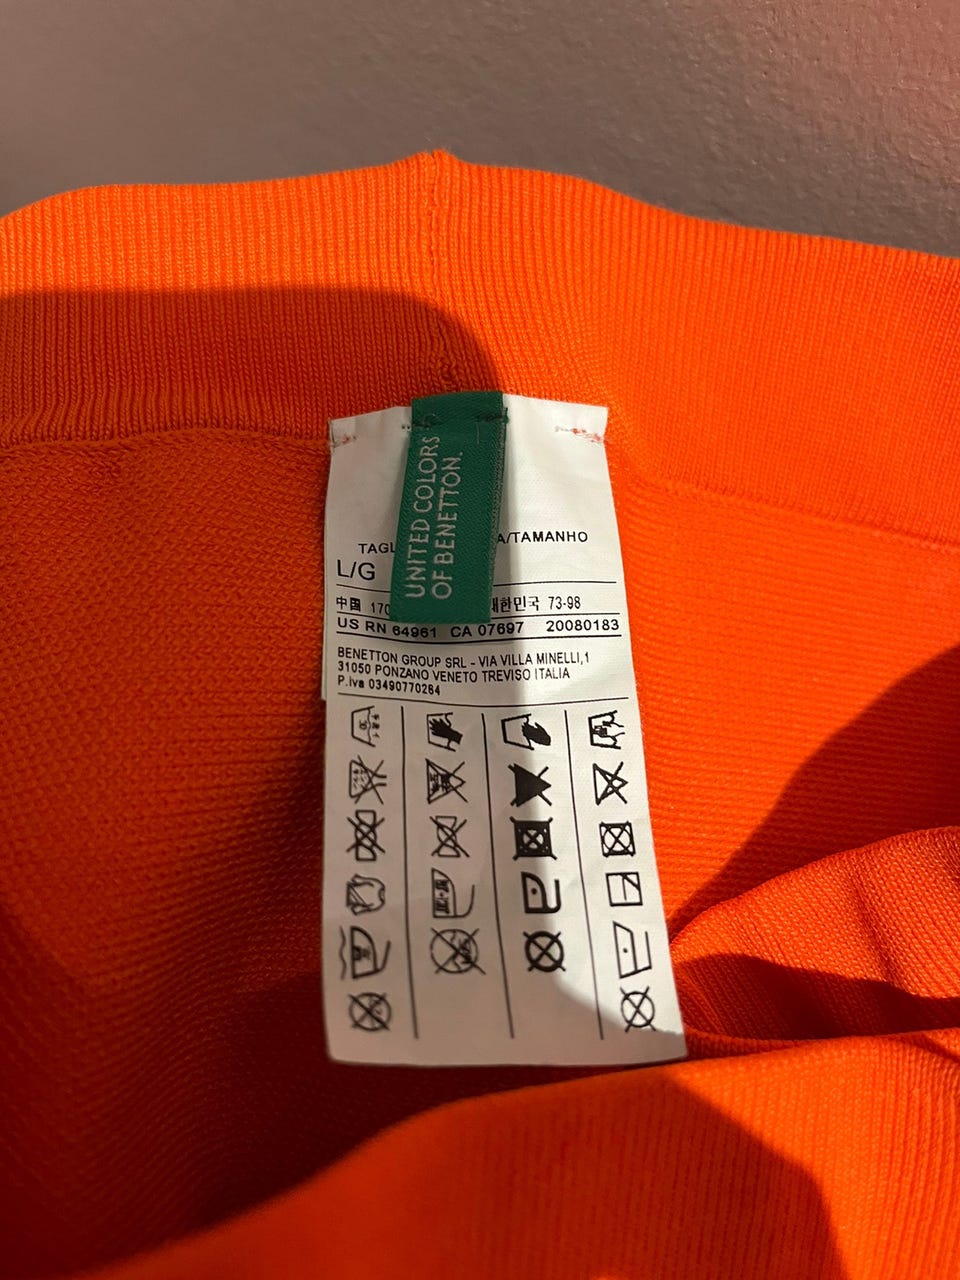 UNITED COLORS
OF BENETTON.
TAGL A/TAMANHO
L/G
中国 170 대한민국 73-98
US RN 64961 CA 07697 20080183
BENETTON GROUP SRL - VIA VILLA MINELLI,1
31050 PONZANO VENETO TREVISO ITALIA
P.Iva 03490770264